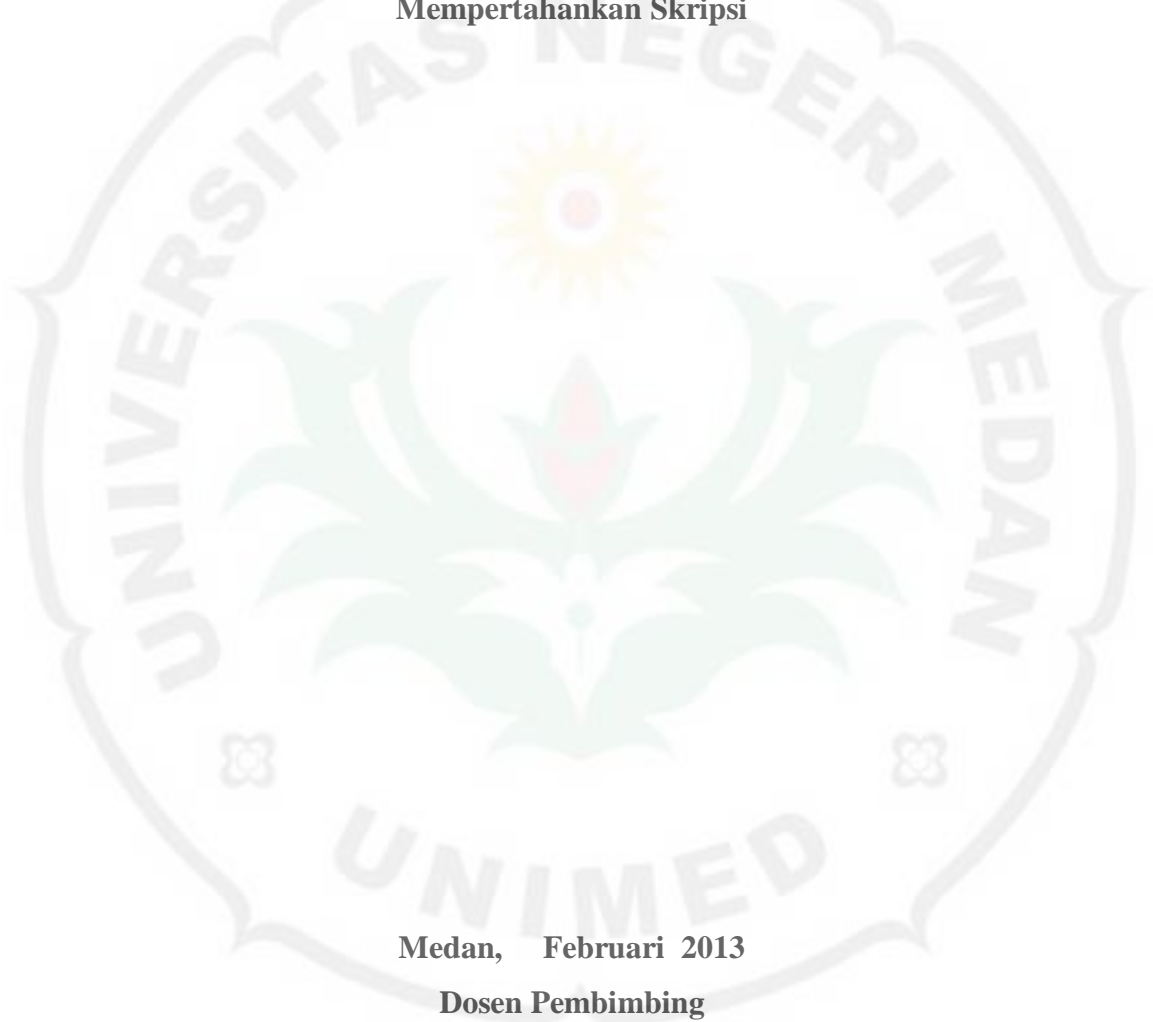 Mempertahankan Skripsi
UNIVERSITAS NEGERI MEDAN
UNIMED
Medan, Februari 2013
Dosen Pembimbing